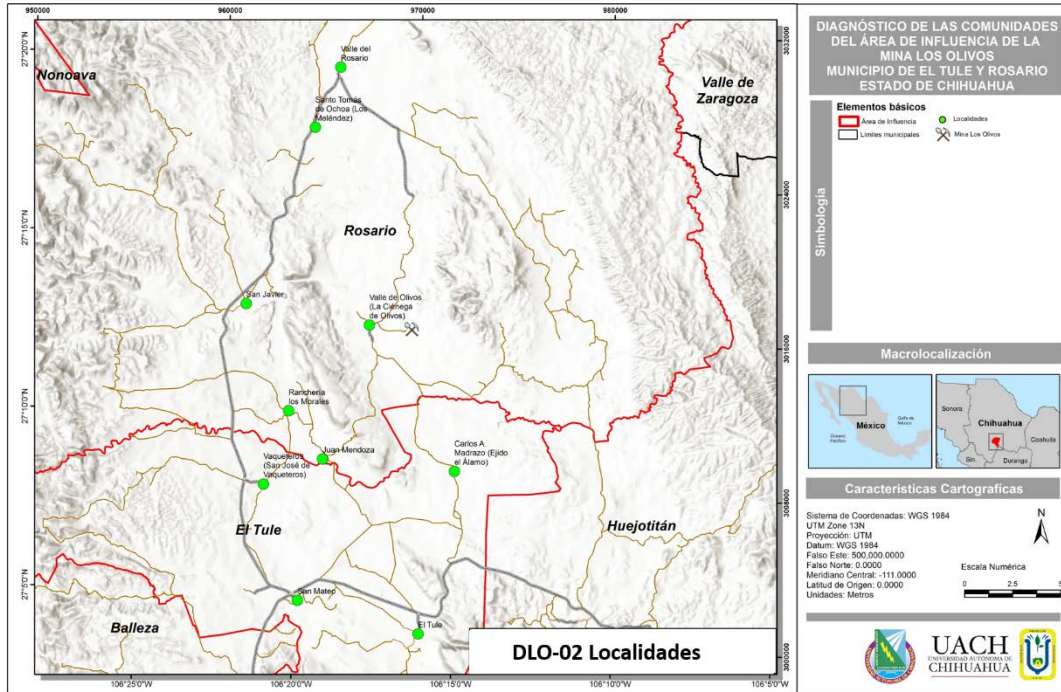 950000
960000
970000
980000
27°20'0"N
27°15'0"N
27°10'0"N
27°5'0"N
3032000
3024000
3016000
3008000
3000000
106°25'0"W
106°20'0"W
106°15'0"W
106°10'0"W
106°5'0"W
Nonoava
Valle del
Rosario
Santo Tomás
de Ochoa (Los
Meléndez)
Valle de
Zaragoza
Rosario
San Javier
Valle de Olivos
(La Ciénega
de Olivos)
Ranchería
los Morales
Vaqueteros
(San José de
Vaqueteros)
Juan Mendoza
Carlos A.
Madrazo (Ejido
el Álamo)
El Tule
Huejotitán
San Mateo
El Tule
Balleza
DLO-02 Localidades
DIAGNÓSTICO DE LAS COMUNIDADES
DEL ÁREA DE INFLUENCIA DE LA
MINA LOS OLIVOS
MUNICIPIO DE EL TULE Y ROSARIO
ESTADO DE CHIHUAHUA
Simbología
Elementos básicos
Área de Influencia
Localidades
Limites municipales
Mina Los Olivos
Macrolocalización
México
Golfo de
México
Océano
Pacífico
Sonora
Chihuahua
Coahuila
Sin.
Durango
Caracteristicas Cartograficas
Sistema de Coordenadas: WGS 1984
UTM Zone 13N
Proyección: UTM
Datum: WGS 1984
Falso Este: 500,000.0000
Falso Norte: 0.0000
Meridiano Central: -111.0000
Latitud de Origen: 0.0000
Unidades: Metros
N
Escala Numérica
0 2.5 5
UACH
UNIVERSIDAD AUTÓNOMA DE
CHIHUAHUA